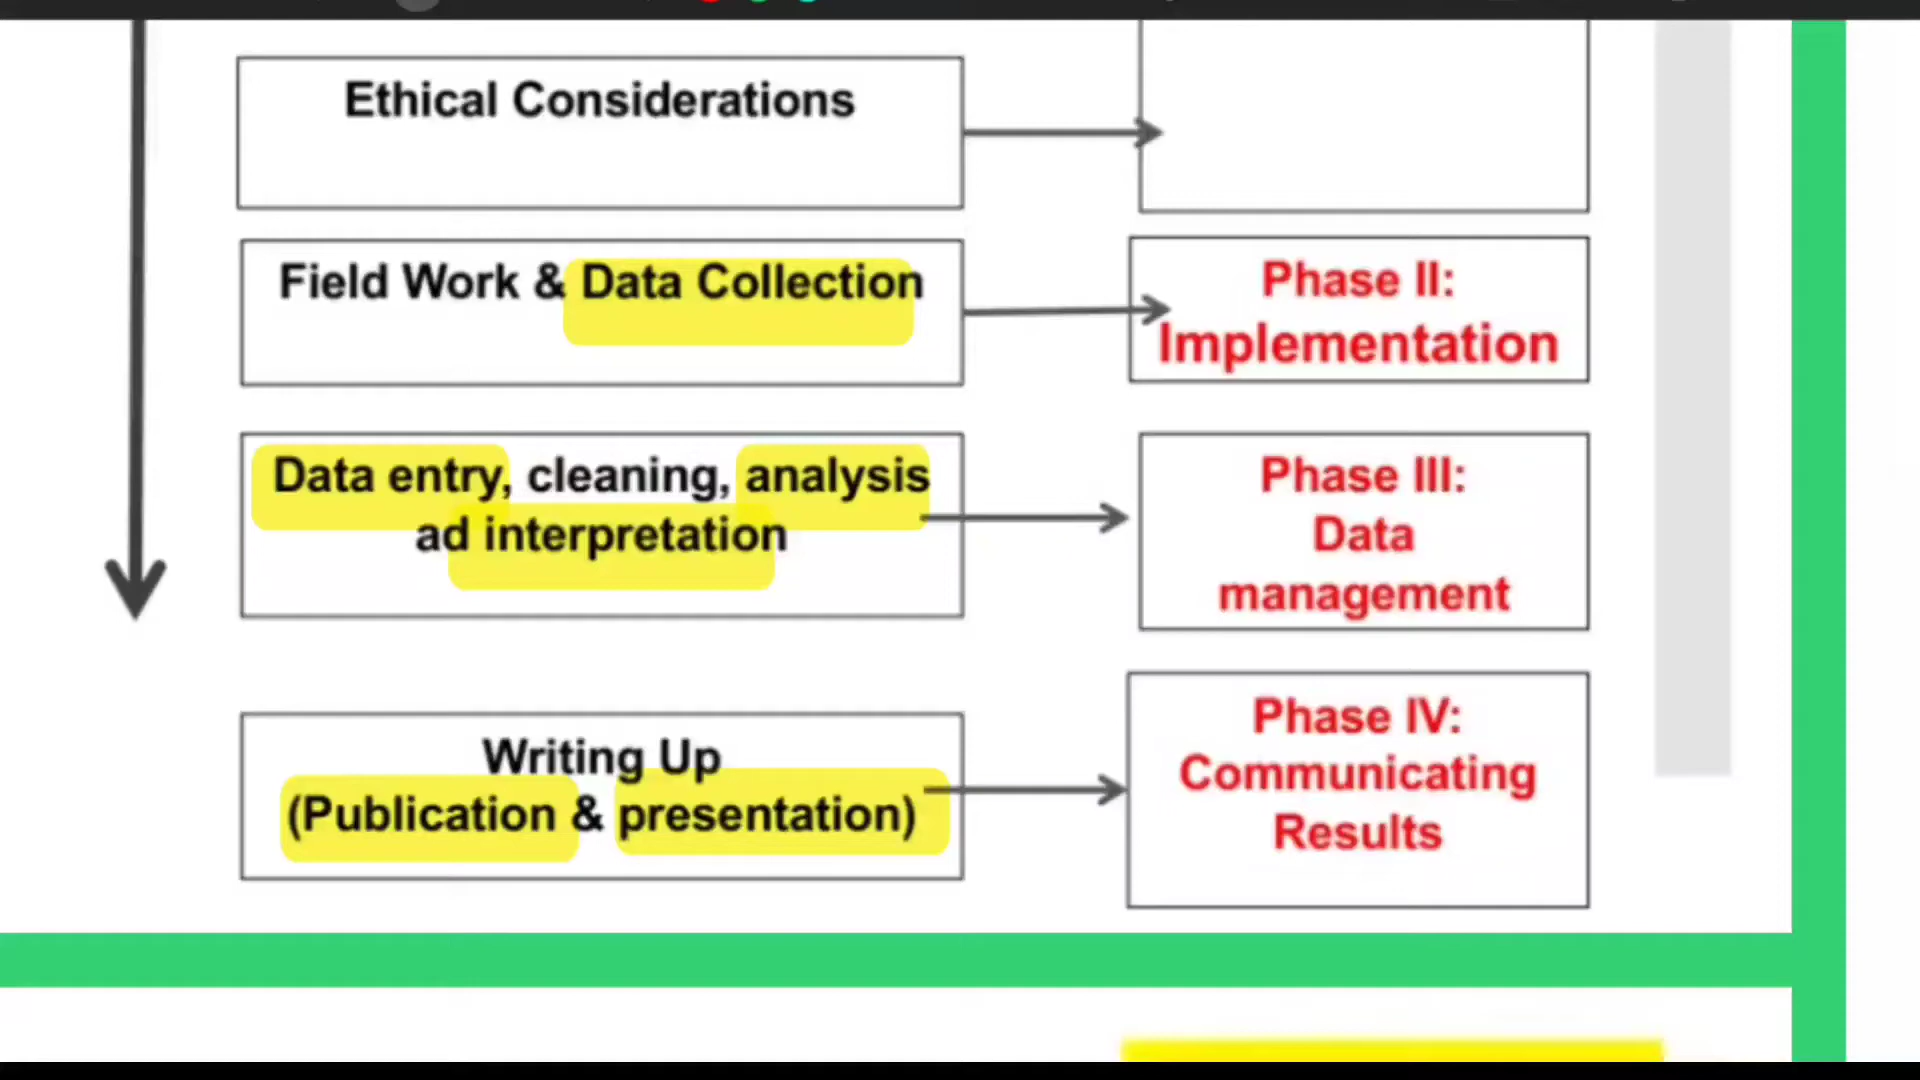 Ethical Considerations
Field Work & Data Collection
Phase II:
Implementation
Data entry, cleaning, analysis
ad interpretation
Phase III:
Data
management
Writing Up
(Publication & presentation)
Phase IV:
Communicating
Results